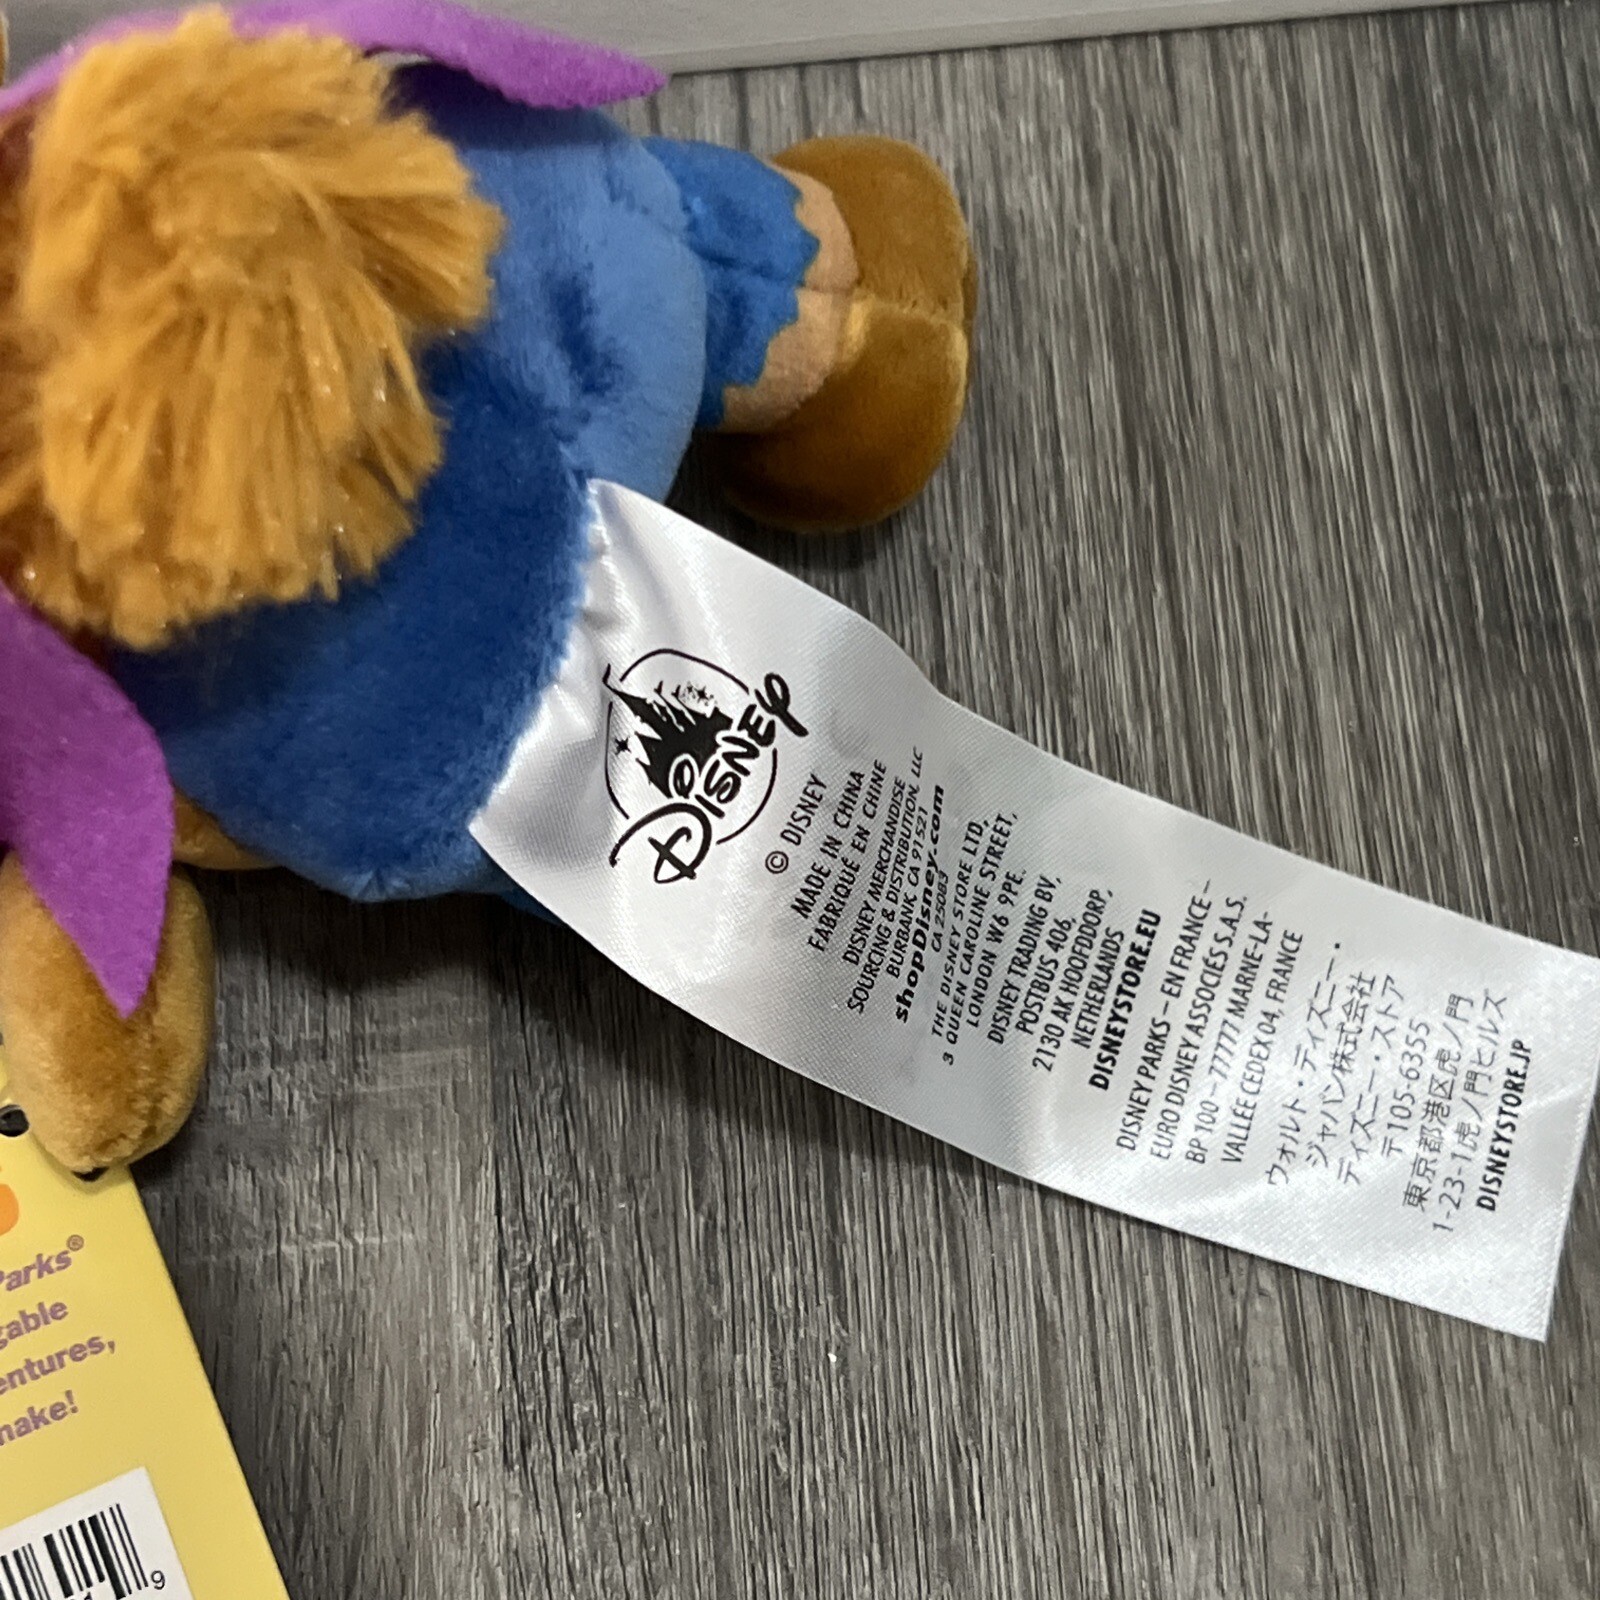 DISNEY
© DISNEY
MADE IN CHINA
FABRIQUÉ EN CHINE
DISNEY MERCHANDISE
SOURCING & DISTRIBUTION, LLC
BURBANK, CA 91521
shopDisney.com
CA 25083
THE DISNEY STORE LTD,
3 QUEEN CAROLINE STREET,
LONDON W6 9PE.
DISNEY TRADING BV,
POSTBUS 406,
2130 AK HOOFDDORP,
NETHERLANDS
DISNEYSTORE.EU
DISNEY PARKS – EN FRANCE –
EURO DISNEY ASSOCIÉS S.A.S.
BP 100 – 77777 MARNE-LA-
VALLÉE CEDEX 04, FRANCE
ウォルト・ディズニー・
ジャパン株式会社
ディズニー・ストア
〒105-6355
東京都港区虎ノ門
1-23-1虎ノ門ヒルズ
DISNEYSTORE.JP
Parks®
make!
9